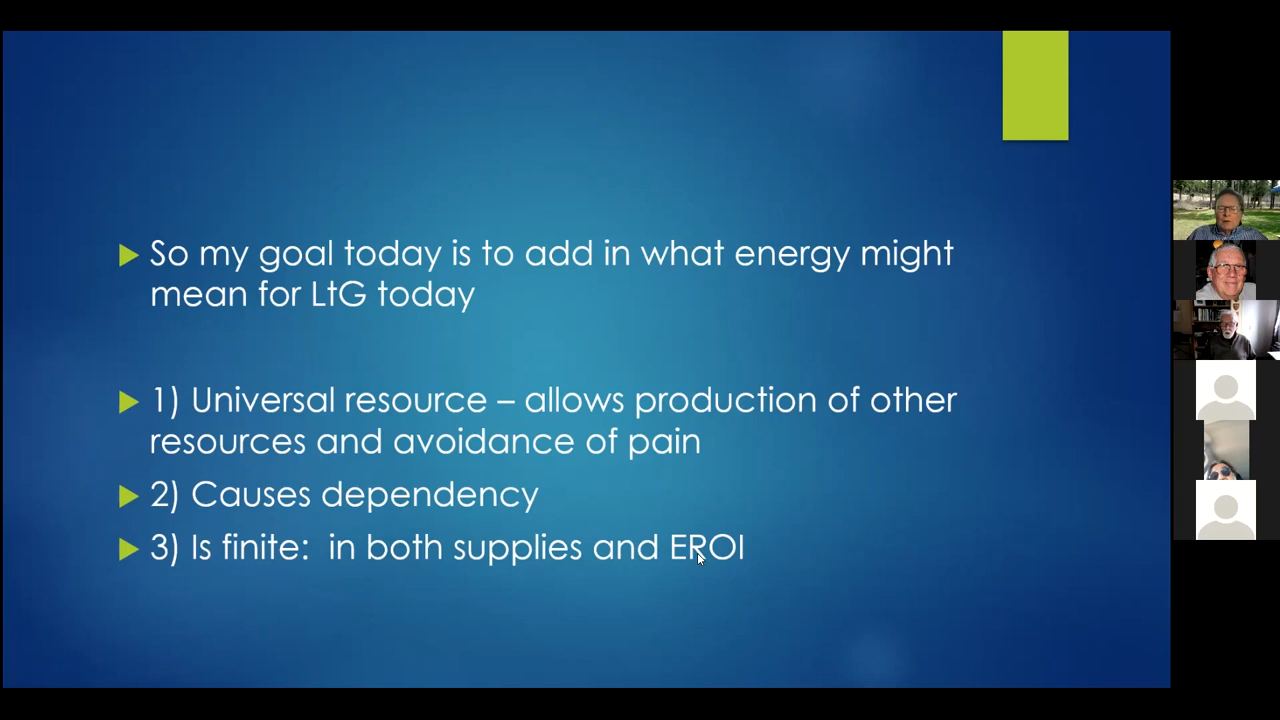 So my goal today is to add in what energy might
mean for LtG today
1) Universal resource – allows production of other
resources and avoidance of pain
2) Causes dependency
3) Is finite:  in both supplies and EROI